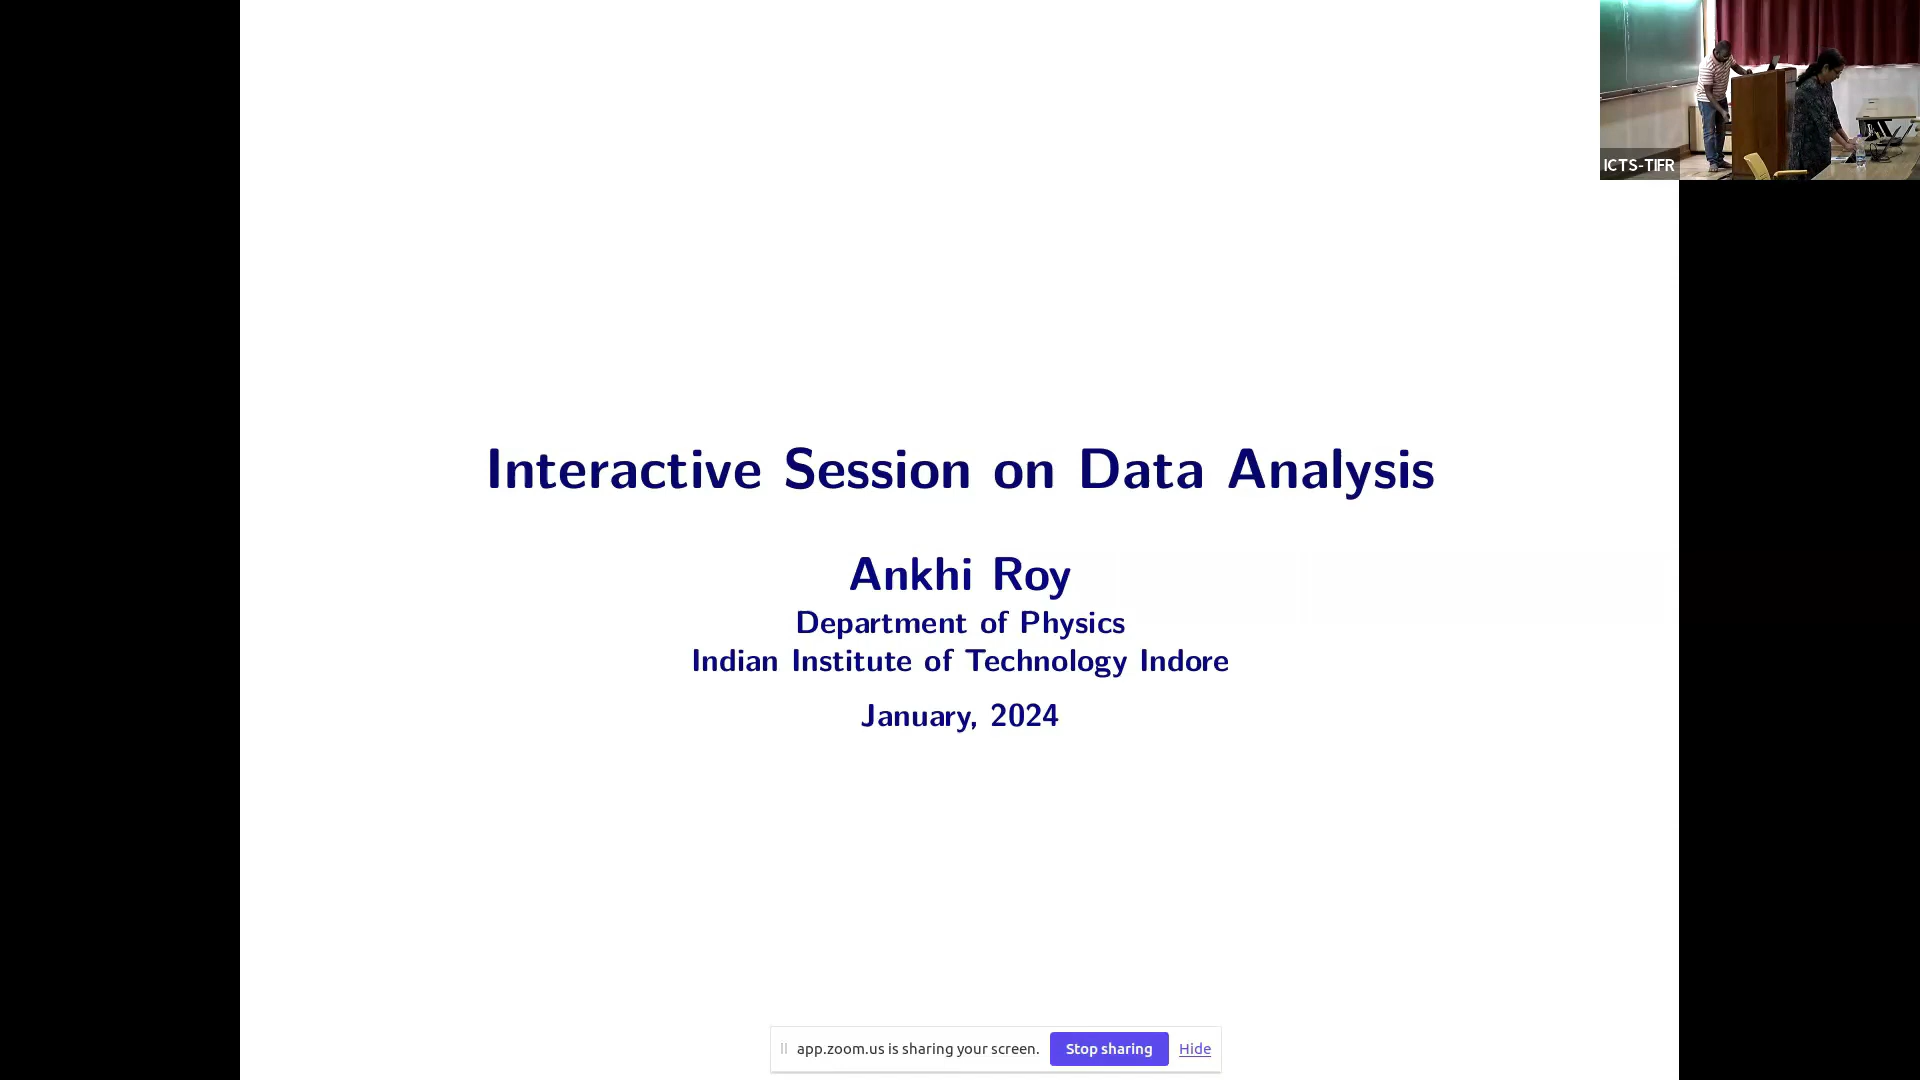 ICTS-TIFR
Interactive Session on Data Analysis
Ankhi Roy
Department of Physics
Indian Institute of Technology Indore
January, 2024
app.zoom.us is sharing your screen. Stop sharing Hide